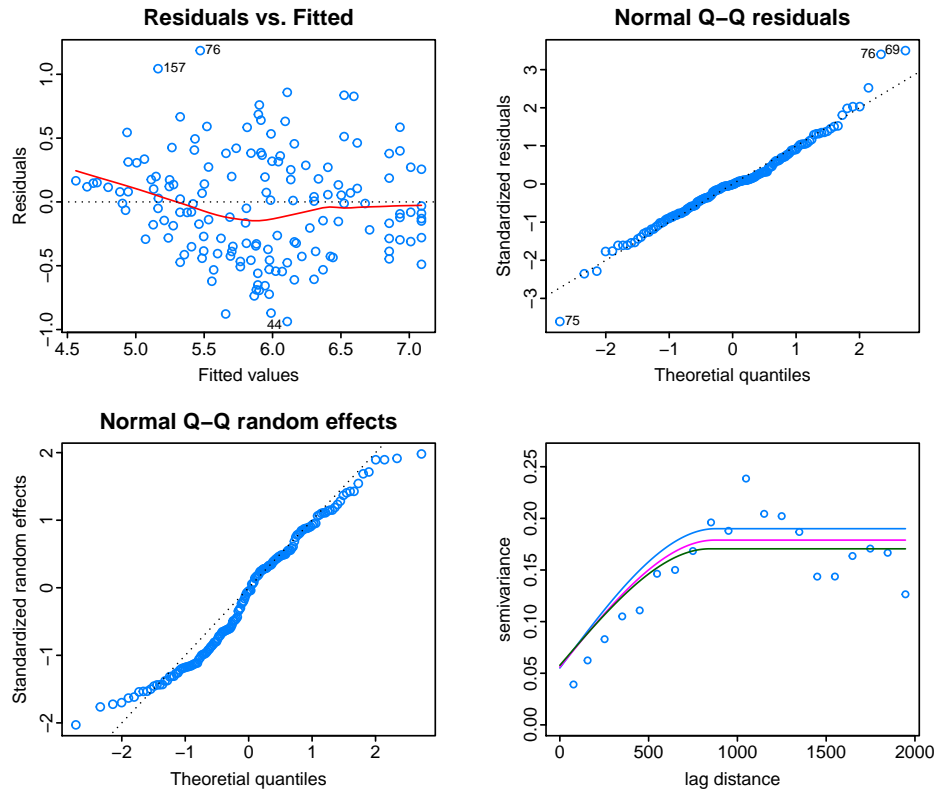 Residuals vs. Fitted
Residuals
1.0
0.5
0.0
−0.5
−1.0
76
157
44
4.5 5.0 5.5 6.0 6.5 7.0
Fitted values
Normal Q−Q residuals
Standardized residuals
3
2
1
0
−1
−2
−3
76
69
75
−2 −1 0 1 2
Theoretial quantiles
Normal Q−Q random effects
Standardized random effects
2
1
0
−1
−2
−2 −1 0 1 2
Theoretial quantiles
semivariance
0.25
0.20
0.15
0.10
0.05
0.00
0 500 1000 1500 2000
lag distance